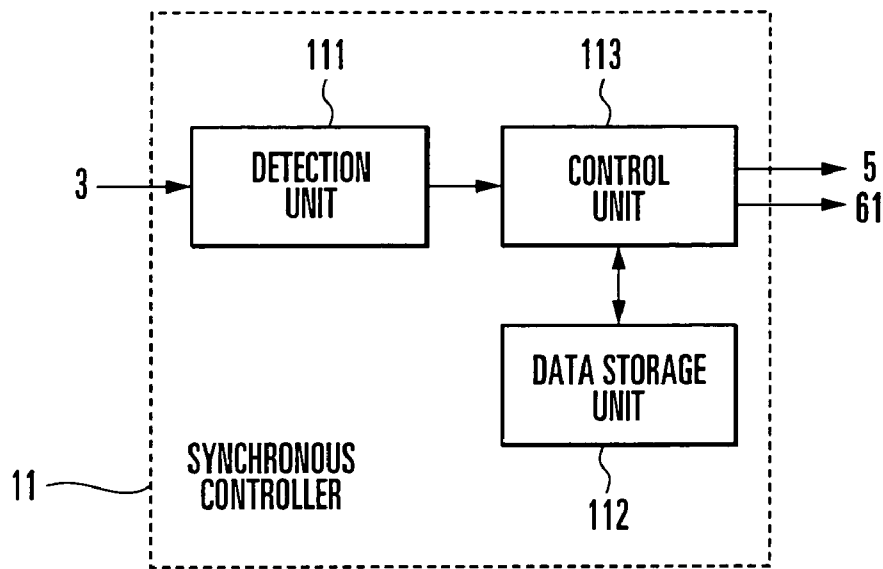 111
113
DETECTION
UNIT
CONTROL
UNIT
3
5
61
DATA STORAGE
UNIT
SYNCHRONOUS
CONTROLLER
11
112